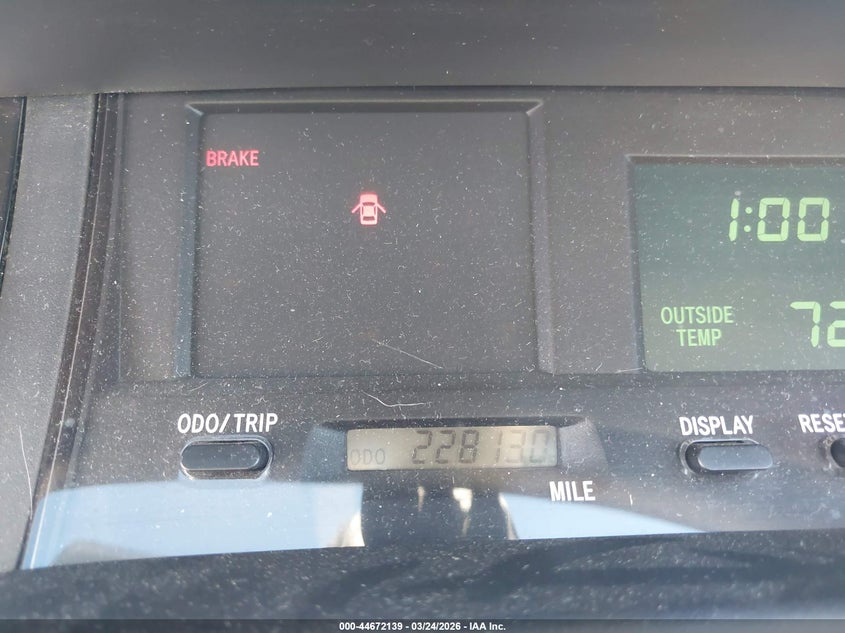 BRAKE
1:00
OUTSIDE
TEMP
72
ODO/TRIP
DISPLAY
RESE
ODO 228130
MILE
000-44672139 - 03/24/2026 - IAA Inc.